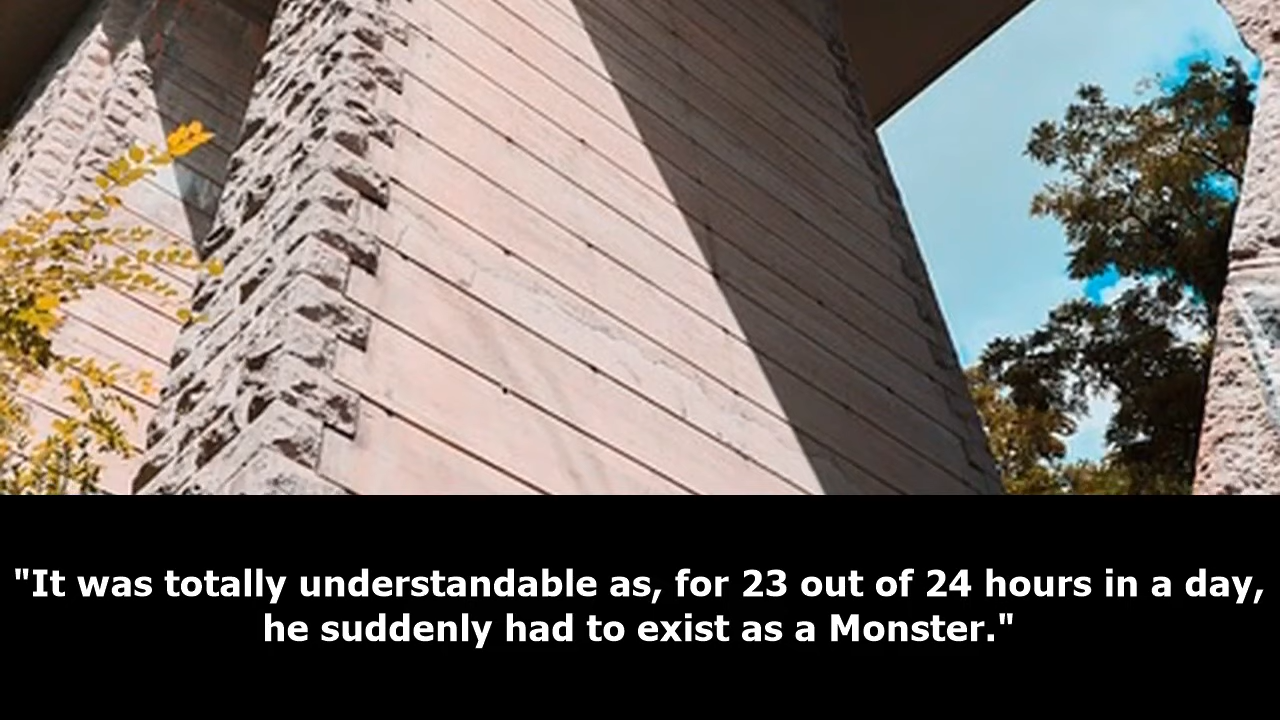 "It was totally understandable as, for 23 out of 24 hours in a day,
he suddenly had to exist as a Monster."